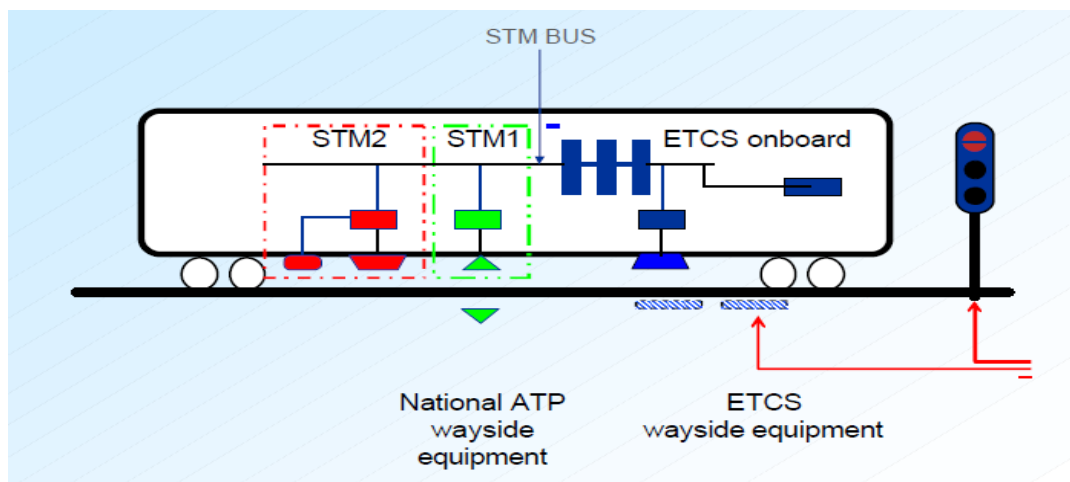 STM BUS
STM2
STM1
ETCS onboard
National ATP
wayside
equipment
ETCS
wayside equipment